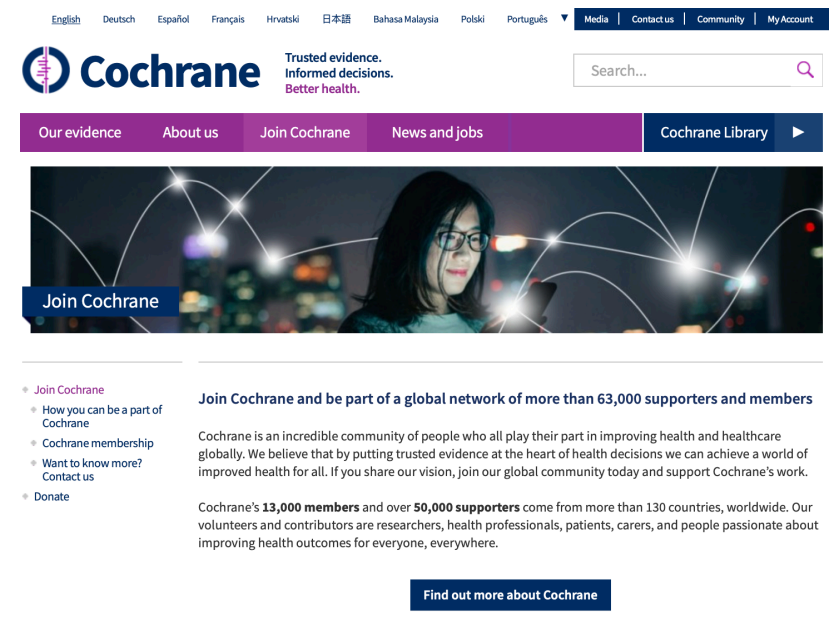 English Deutsch Español Français Hrvatski 日本語 Bahasa Malaysia Polski Português ▼ Media | Contact us | Community | My Account
Cochrane
Trusted evidence.
Informed decisions.
Better health.
Search...
Our evidence About us Join Cochrane News and jobs Cochrane Library ►
Join Cochrane
Join Cochrane
How you can be a part of
Cochrane
Cochrane membership
Want to know more?
Contact us
Donate
Join Cochrane and be part of a global network of more than 63,000 supporters and members
Cochrane is an incredible community of people who all play their part in improving health and healthcare
globally. We believe that by putting trusted evidence at the heart of health decisions we can achieve a world of
improved health for all. If you share our vision, join our global community today and support Cochrane's work.
Cochrane's 13,000 members and over 50,000 supporters come from more than 130 countries, worldwide. Our
volunteers and contributors are researchers, health professionals, patients, carers, and people passionate about
improving health outcomes for everyone, everywhere.
Find out more about Cochrane